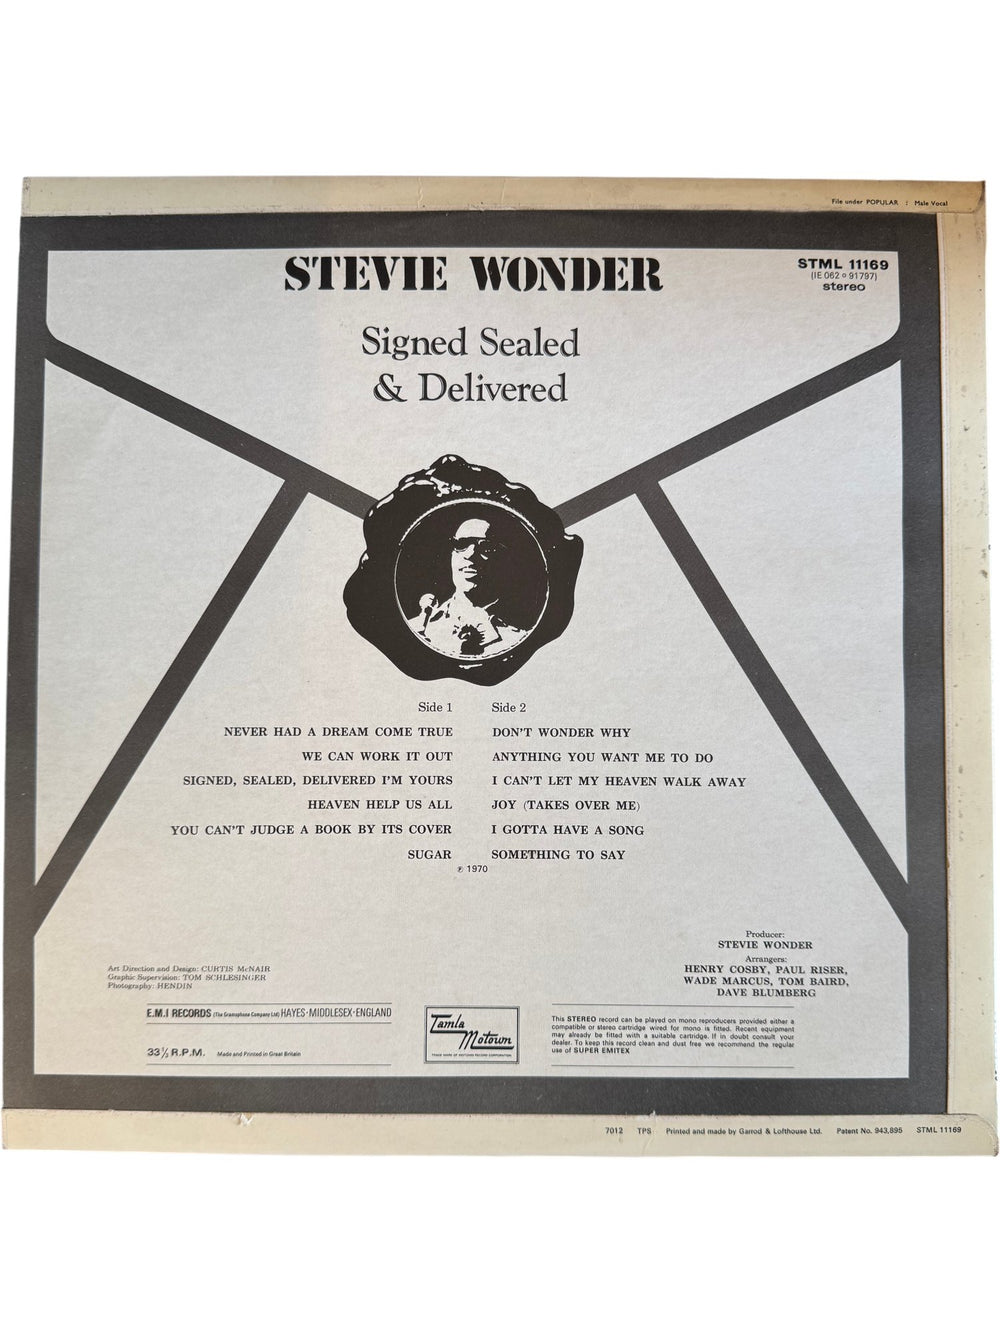 File under POPULAR : Male Vocal
STEVIE WONDER
STML 11169
(IE 062 o 91797)
stereo
Signed Sealed
& Delivered
Side 1
NEVER HAD A DREAM COME TRUE
WE CAN WORK IT OUT
SIGNED, SEALED, DELIVERED I'M YOURS
HEAVEN HELP US ALL
YOU CAN'T JUDGE A BOOK BY ITS COVER
SUGAR
Side 2
DON'T WONDER WHY
ANYTHING YOU WANT ME TO DO
I CAN'T LET MY HEAVEN WALK AWAY
JOY (TAKES OVER ME)
I GOTTA HAVE A SONG
SOMETHING TO SAY
℗ 1970
Producer:
STEVIE WONDER
Arrangers:
HENRY COSBY, PAUL RISER,
WADE MARCUS, TOM BAIRD,
DAVE BLUMBERG
Art Direction and Design: CURTIS McNAIR
Graphic Supervision: TOM SCHLESINGER
Photography: HENDIN
E.M.I RECORDS (The Gramophone Company Ltd) HAYES·MIDDLESEX·ENGLAND
33⅓ R.P.M. Made and Printed in Great Britain
Tamla
Motown
TRADE MARK OF MOTOWN RECORD CORPORATION
This STEREO record can be played on mono reproducers provided either a
compatible or stereo cartridge wired for mono is fitted. Recent equipment
may already be fitted with a suitable cartridge. If in doubt consult your
dealer. To keep this record clean and dust free we recommend the regular
use of SUPER EMITEX
7012 TPS Printed and made by Garrod & Lofthouse Ltd. Patent No. 943,895 STML 11169